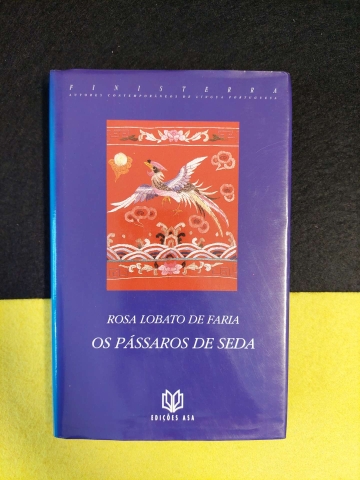 FINISTERRA
AUTORES CONTEMPORÂNEOS DE LÍNGUA PORTUGUESA
ROSA LOBATO DE FARIA
OS PÁSSAROS DE SEDA
EDIÇÕES ASA